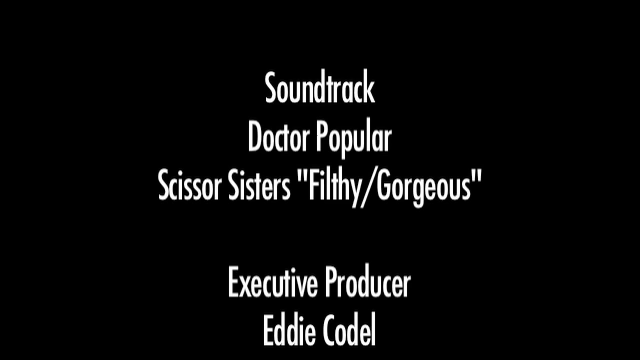 Soundtrack
Doctor Popular
Scissor Sisters "Filthy/Gorgeous"
Executive Producer
Eddie Codel